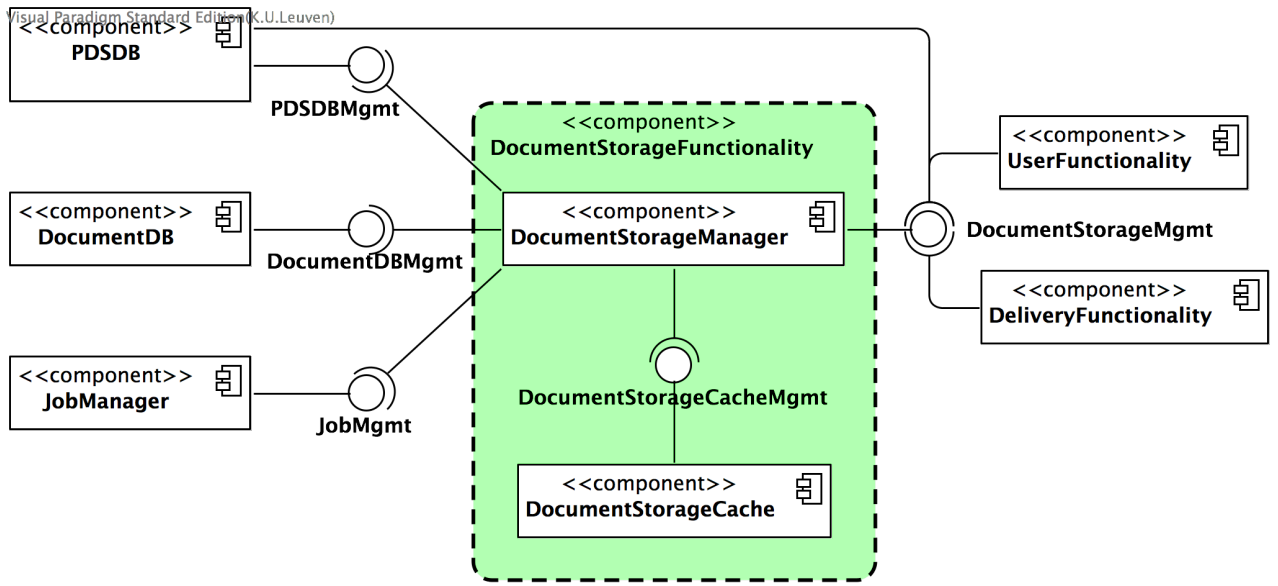 Visual Paradigm Standard Edition(K.U.Leuven)
<<component>>
PDSDB
PDSDBMgmt
<<component>>
DocumentStorageFunctionality
<<component>>
UserFunctionality
<<component>>
DocumentDB
DocumentDBMgmt
<<component>>
DocumentStorageManager
DocumentStorageMgmt
<<component>>
DeliveryFunctionality
<<component>>
JobManager
JobMgmt
DocumentStorageCacheMgmt
<<component>>
DocumentStorageCache